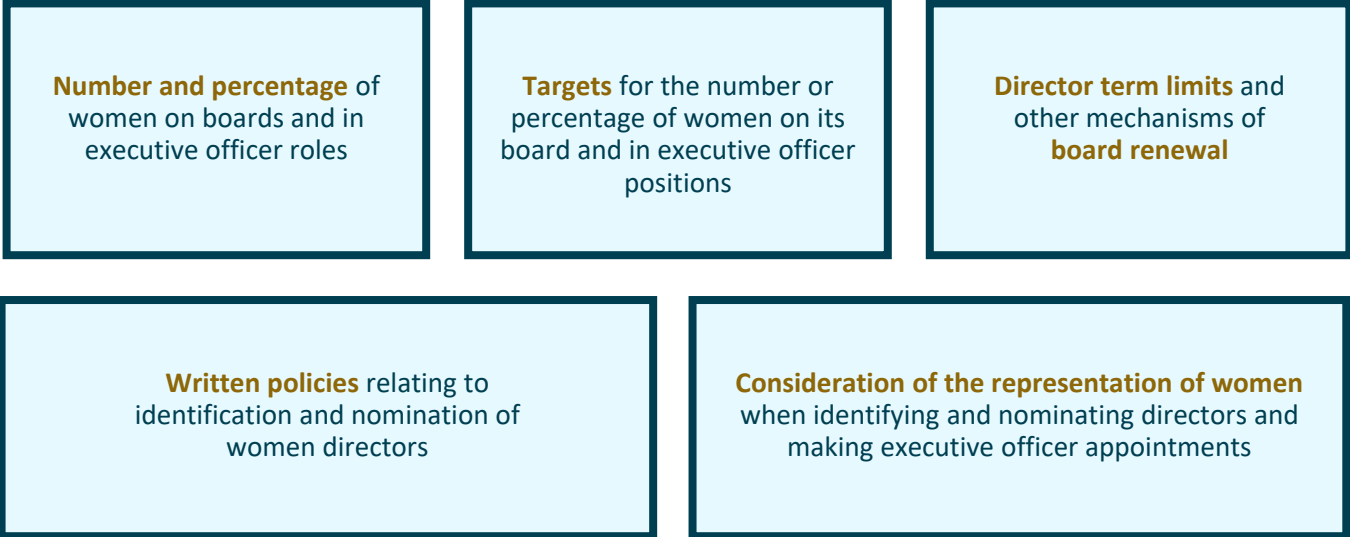 Number and percentage of
women on boards and in
executive officer roles
Targets for the number or
percentage of women on its
board and in executive officer
positions
Director term limits and
other mechanisms of
board renewal
Written policies relating to
identification and nomination of
women directors
Consideration of the representation of women
when identifying and nominating directors and
making executive officer appointments